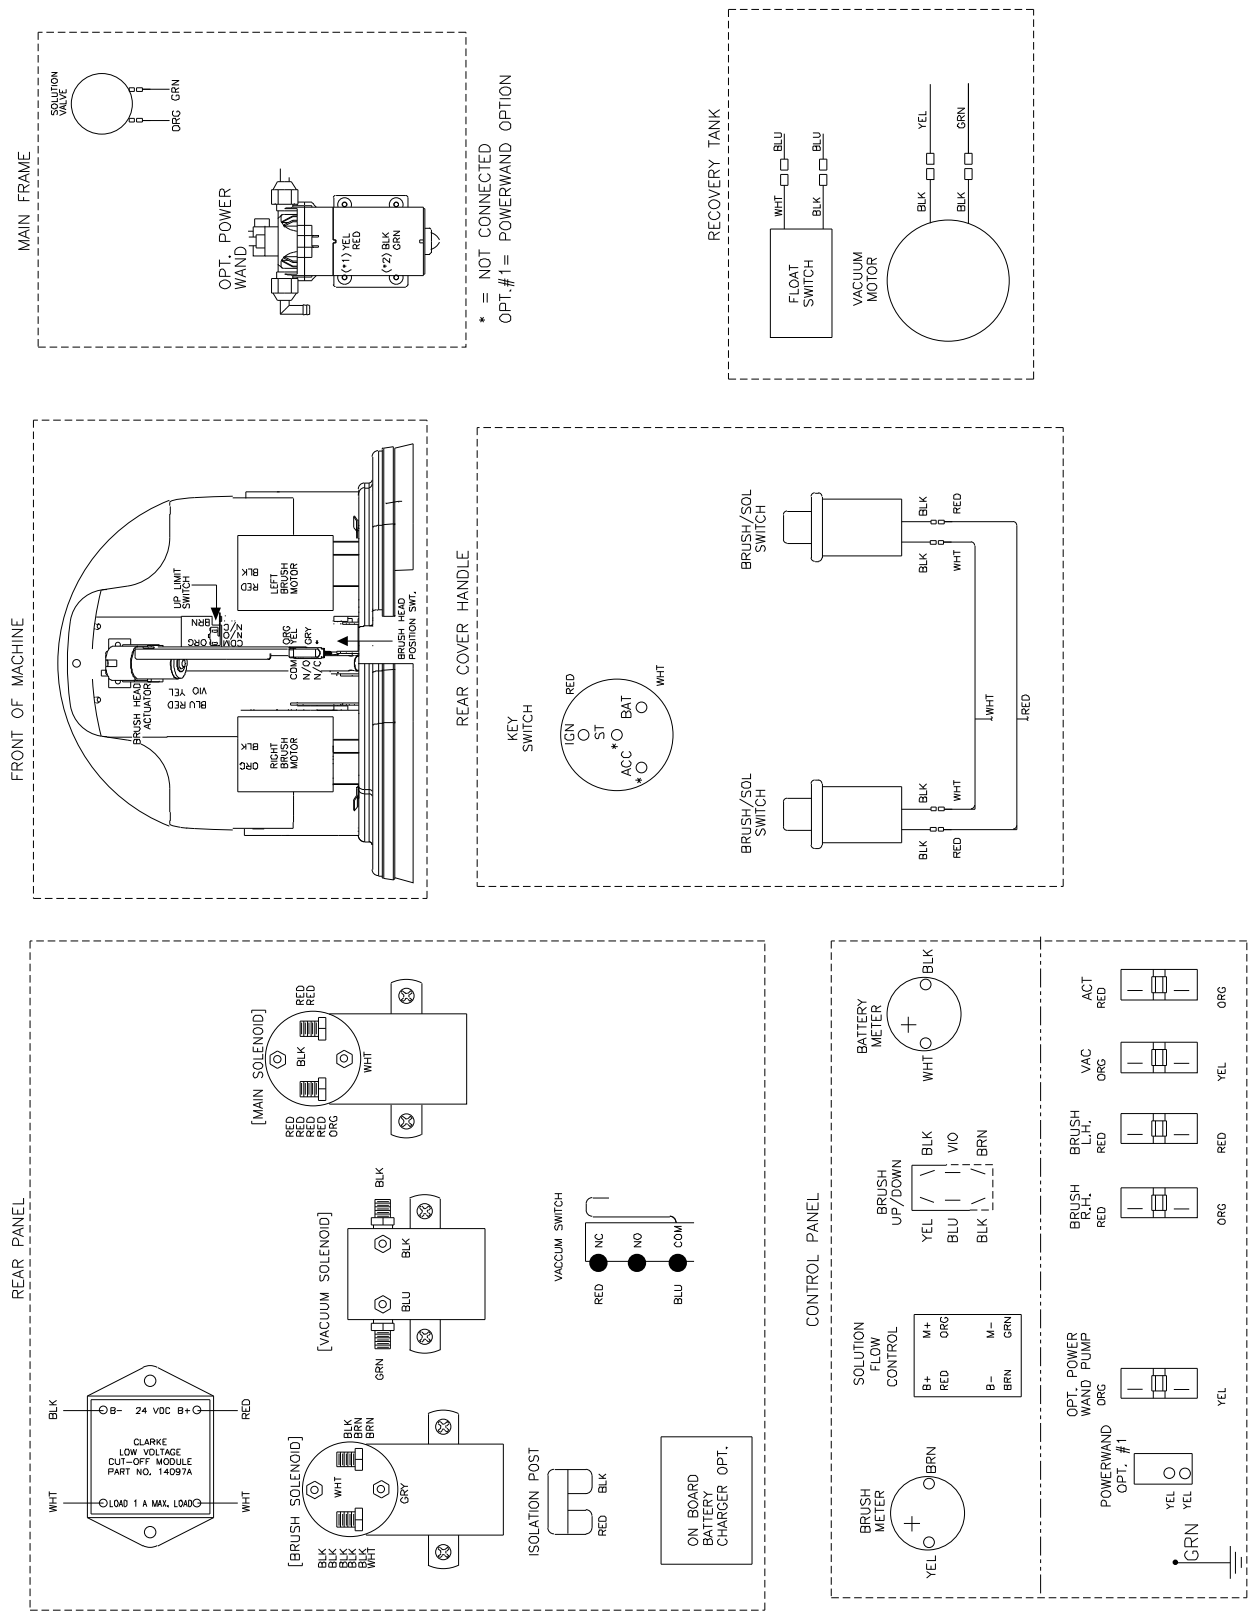 MAIN FRAME
SOLUTION
VALVE
ORG
GRN
OPT. POWER
WAND
(*1) YEL
RED
(*2) BLK
GRN
* = NOT CONNECTED
OPT.#1= POWERWAND OPTION
RECOVERY TANK
WHT
BLU
BLK
BLU
FLOAT
SWITCH
VACUUM
MOTOR
BLK
YEL
BLK
GRN
FRONT OF MACHINE
UP LIMIT
SWITCH
BRN
ORG
COM
N/O
N/C
BRUSH HEAD
ACTUATOR
BLU RED
VIO YEL
RED BLK
LEFT
BRUSH
MOTOR
COM ORG
N/O YEL
N/C GRY
*
BRUSH HEAD
POSITION SWT.
ORG BLK
RIGHT
BRUSH
MOTOR
REAR COVER HANDLE
KEY
SWITCH
IGN
RED
ST
*
BAT
WHT
ACC
*
BRUSH/SOL
SWITCH
BLK
RED
BLK
WHT
BRUSH/SOL
SWITCH
BLK
WHT
BLK
RED
WHT
RED
REAR PANEL
BLK
B- 24 VDC B+
RED
CLARKE
LOW VOLTAGE
CUT-OFF MODULE
PART NO. 14097A
WHT
LOAD 1 A MAX. LOAD
WHT
[MAIN SOLENOID]
RED
RED
BLK
WHT
RED
RED
RED
RED
ORG
[VACUUM SOLENOID]
BLK
BLK
BLU
GRN
[BRUSH SOLENOID]
BLK
BRN
BRN
WHT
GRY
BLK
BLK
BLK
BLK
BLK
WHT
VACCUM SWITCH
RED NC
NO
BLU COM
ISOLATION POST
RED BLK
ON BOARD
BATTERY
CHARGER OPT.
CONTROL PANEL
BATTERY
METER
WHT
+
BLK
BRUSH
UP/DOWN
YEL BLK
BLU VIO
BLK BRN
SOLUTION
FLOW
CONTROL
B+ M+
RED ORG
B- M-
BRN GRN
BRUSH
METER
YEL
+
BRN
ACT
RED
ORG
VAC
ORG
YEL
BRUSH
L.H.
RED
RED
BRUSH
R.H.
RED
ORG
OPT. POWER
WAND PUMP
ORG
YEL
POWERWAND
OPT. #1
YEL
YEL
GRN